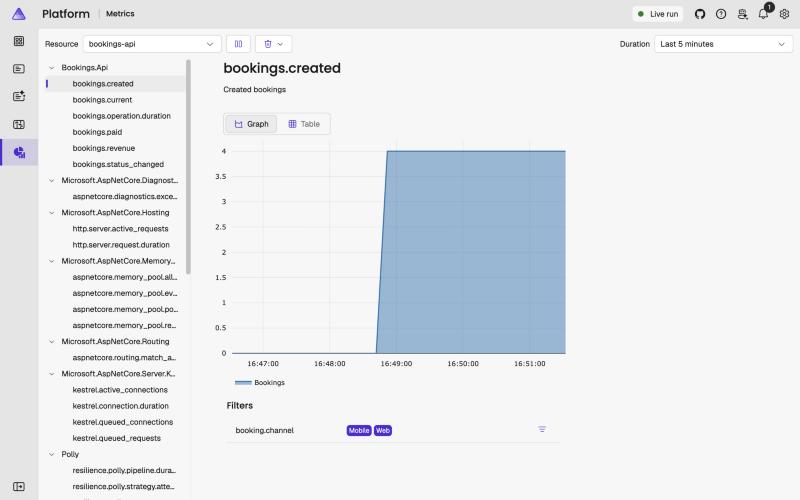 Platform
Metrics
Live run
1
Resource
bookings-api
Duration
Last 5 minutes
Bookings.Api
bookings.created
bookings.current
bookings.operation.duration
bookings.paid
bookings.revenue
bookings.status_changed
Microsoft.AspNetCore.Diagnost...
aspnetcore.diagnostics.exce...
Microsoft.AspNetCore.Hosting
http.server.active_requests
http.server.request.duration
Microsoft.AspNetCore.Memory...
aspnetcore.memory_pool.all...
aspnetcore.memory_pool.ev...
aspnetcore.memory_pool.po...
aspnetcore.memory_pool.re...
Microsoft.AspNetCore.Routing
aspnetcore.routing.match_a...
Microsoft.AspNetCore.Server.K...
kestrel.active_connections
kestrel.connection.duration
kestrel.queued_connections
kestrel.queued_requests
Polly
resilience.polly.pipeline.dura...
resilience.polly.strategy.atte...
bookings.created
Created bookings
Graph
Table
4
3.5
3
2.5
2
1.5
1
0.5
0
16:47:00
16:48:00
16:49:00
16:50:00
16:51:00
Bookings
Filters
booking.channel
Mobile
Web